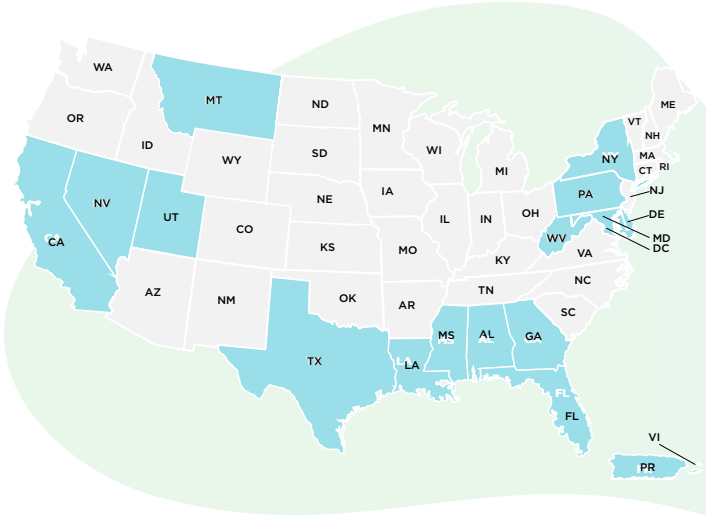 WA
MT
ND
ME
OR
MN
VT
ID
NH
SD
WI
MA
WY
NY
RI
MI
CT
IA
PA
NJ
NV
NE
UT
IL
IN
OH
DE
CO
CA
WV
MD
KS
MO
DC
KY
VA
AZ
NM
OK
TN
NC
AR
SC
MS
AL
GA
TX
LA
LA
FL
FL
VI
PR